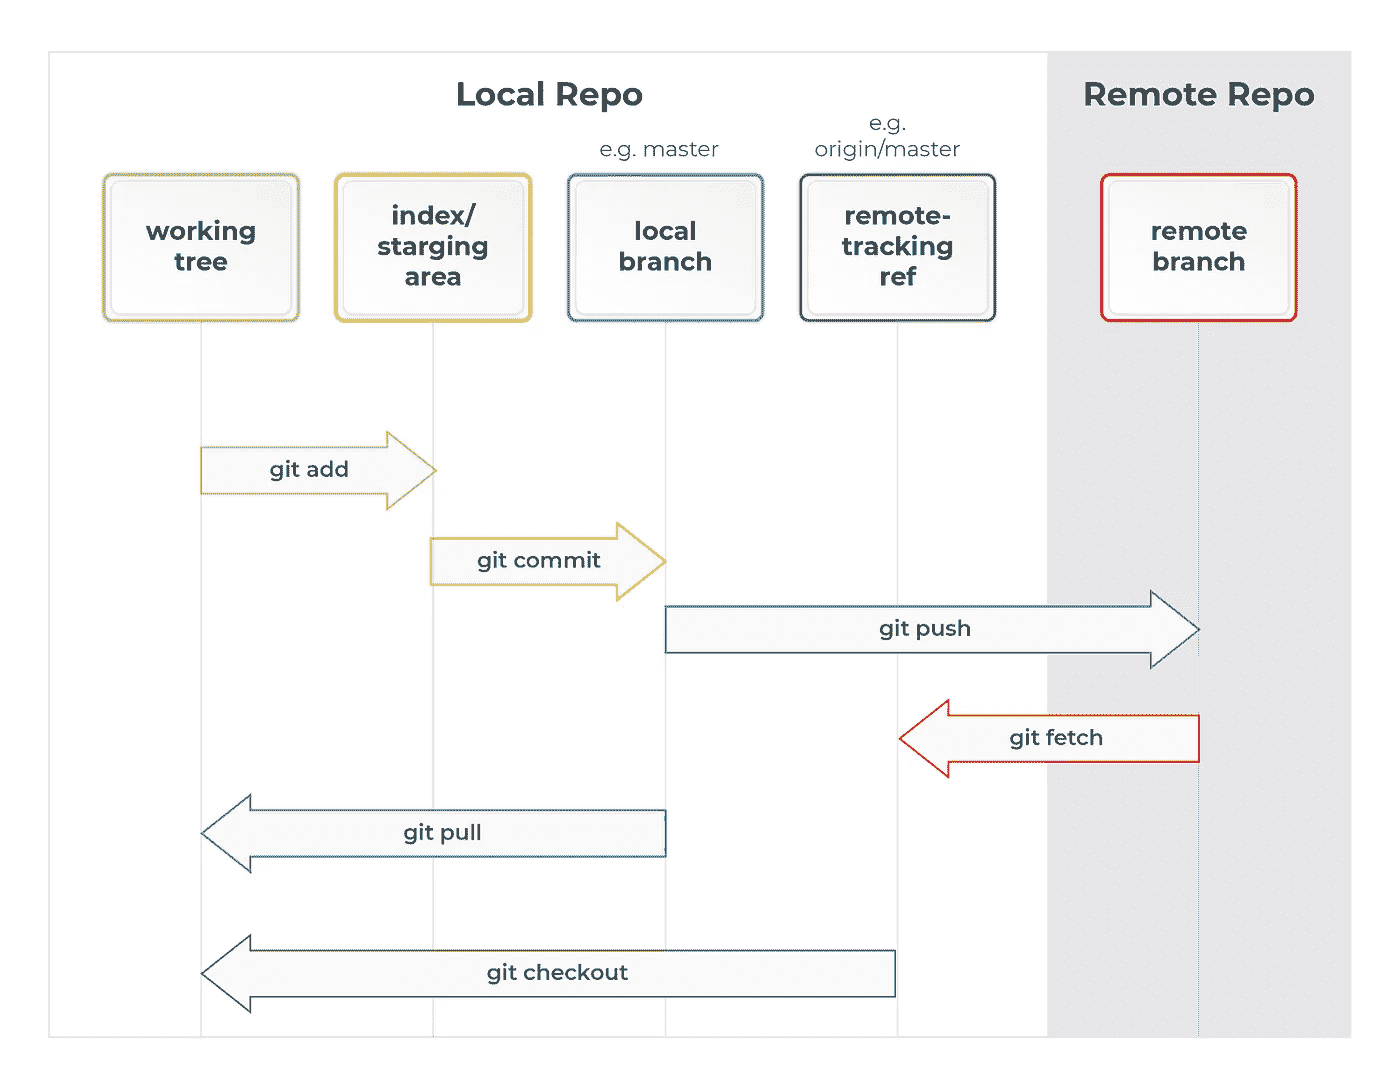 Local Repo
Remote Repo
e.g.
e.g. master
origin/master
working
tree
index/
starging
area
local
branch
remote-
tracking
ref
remote
branch
git add
git commit
git push
git fetch
git pull
git checkout